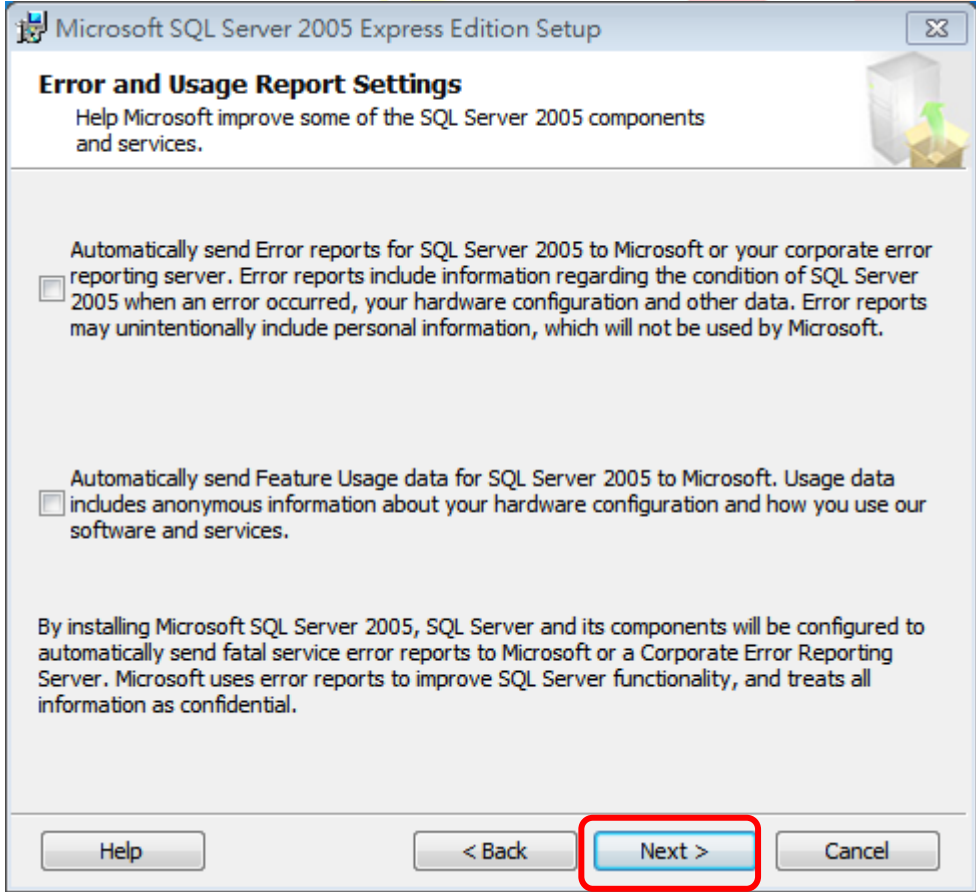 Microsoft SQL Server 2005 Express Edition Setup
Error and Usage Report Settings
Help Microsoft improve some of the SQL Server 2005 components
and services.
Automatically send Error reports for SQL Server 2005 to Microsoft or your corporate error
reporting server. Error reports include information regarding the condition of SQL Server
2005 when an error occurred, your hardware configuration and other data. Error reports
may unintentionally include personal information, which will not be used by Microsoft.
Automatically send Feature Usage data for SQL Server 2005 to Microsoft. Usage data
includes anonymous information about your hardware configuration and how you use our
software and services.
By installing Microsoft SQL Server 2005, SQL Server and its components will be configured to
automatically send fatal service error reports to Microsoft or a Corporate Error Reporting
Server. Microsoft uses error reports to improve SQL Server functionality, and treats all
information as confidential.
Help
< Back
Next >
Cancel